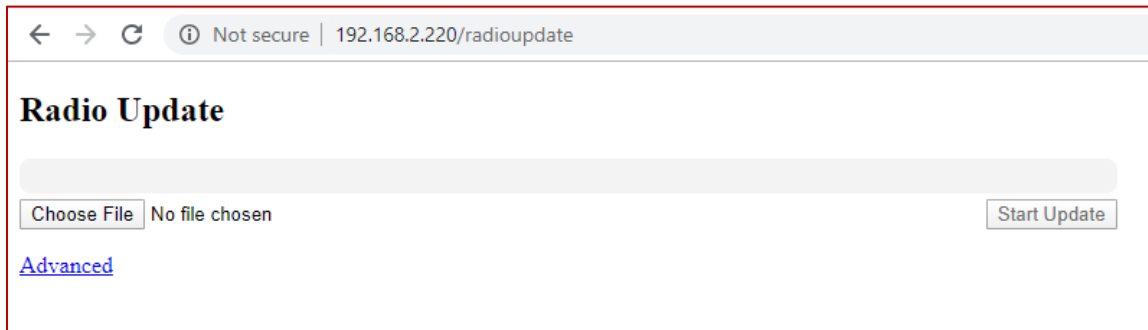 Not secure | 192.168.2.220/radioupdate
Radio Update
Choose File No file chosen Start Update
Advanced